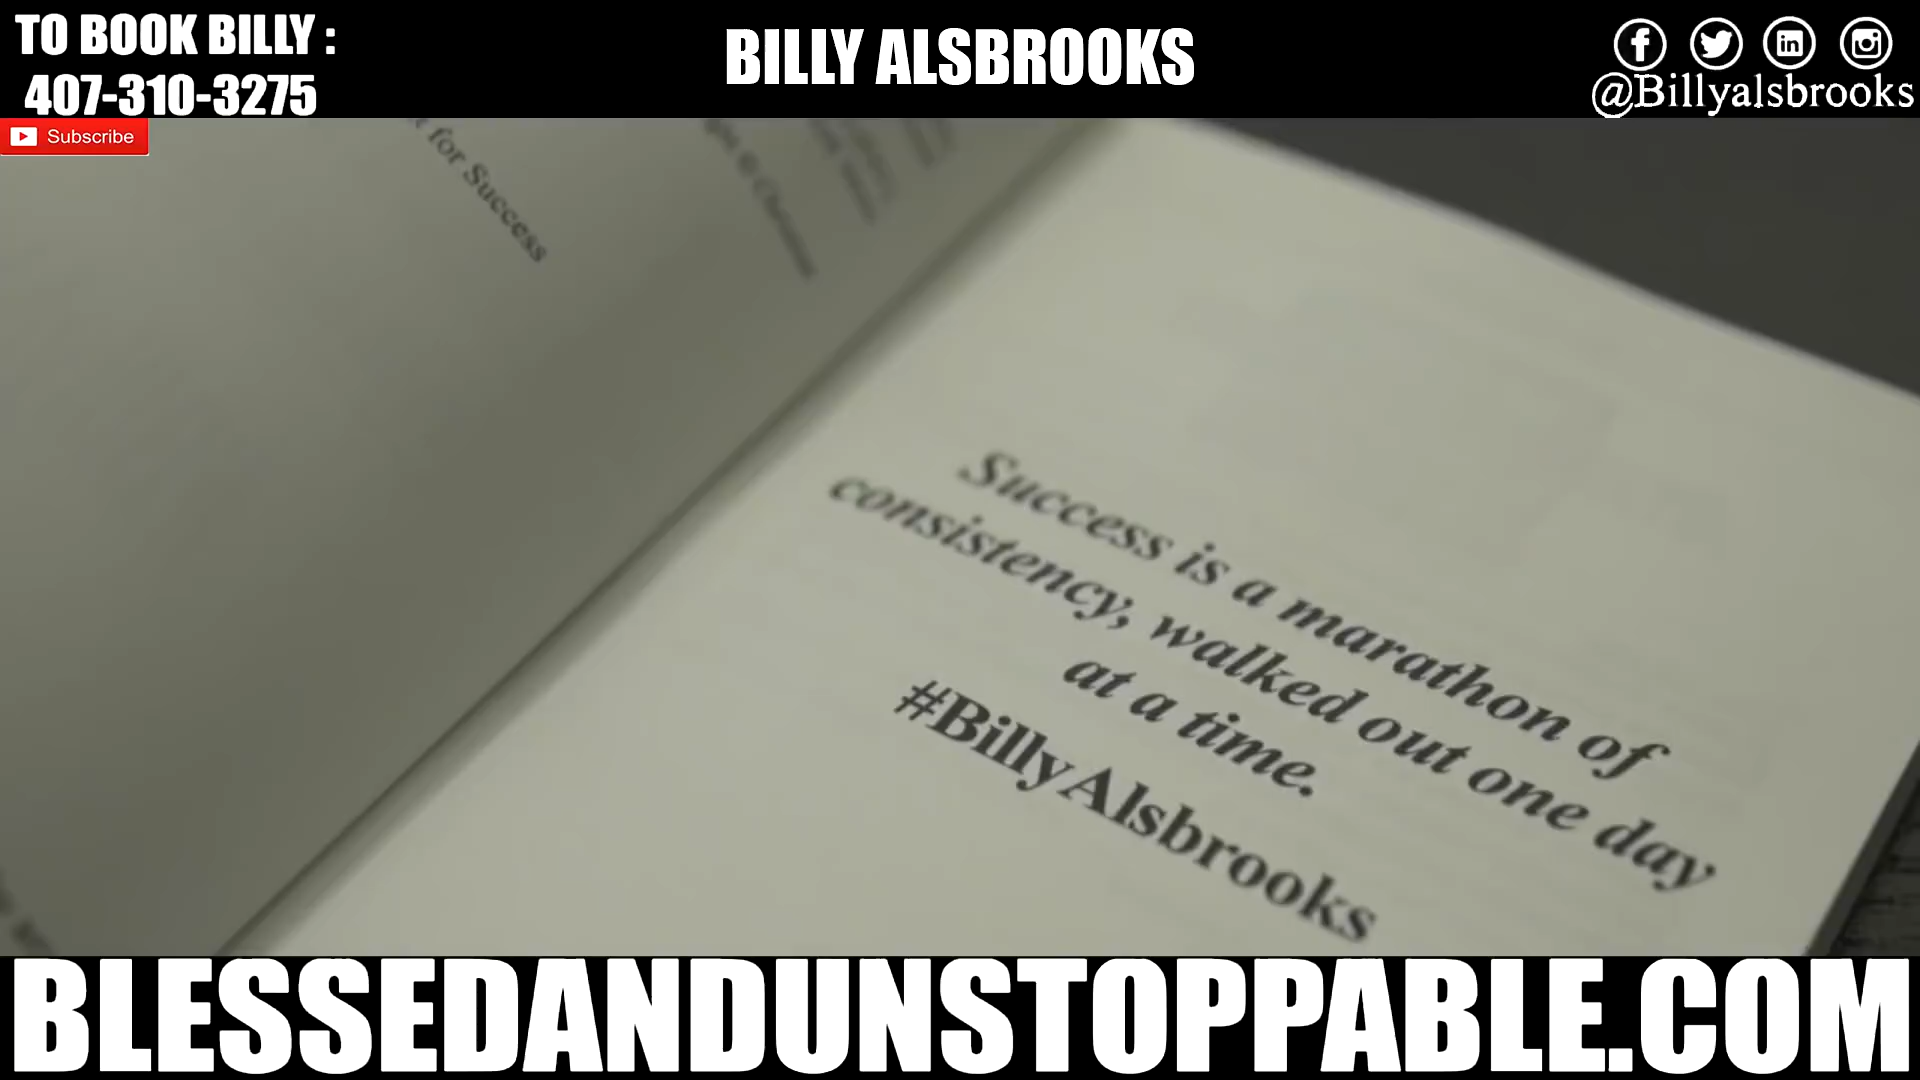 TO BOOK BILLY :
407-310-3275
BILLY ALSBROOKS
@Billyalsbrooks
Subscribe
for Success
Success is a marathon of
consistency, walked out one day
at a time.
#BillyAlsbrooks
BLESSEDANDUNSTOPPABLE.COM